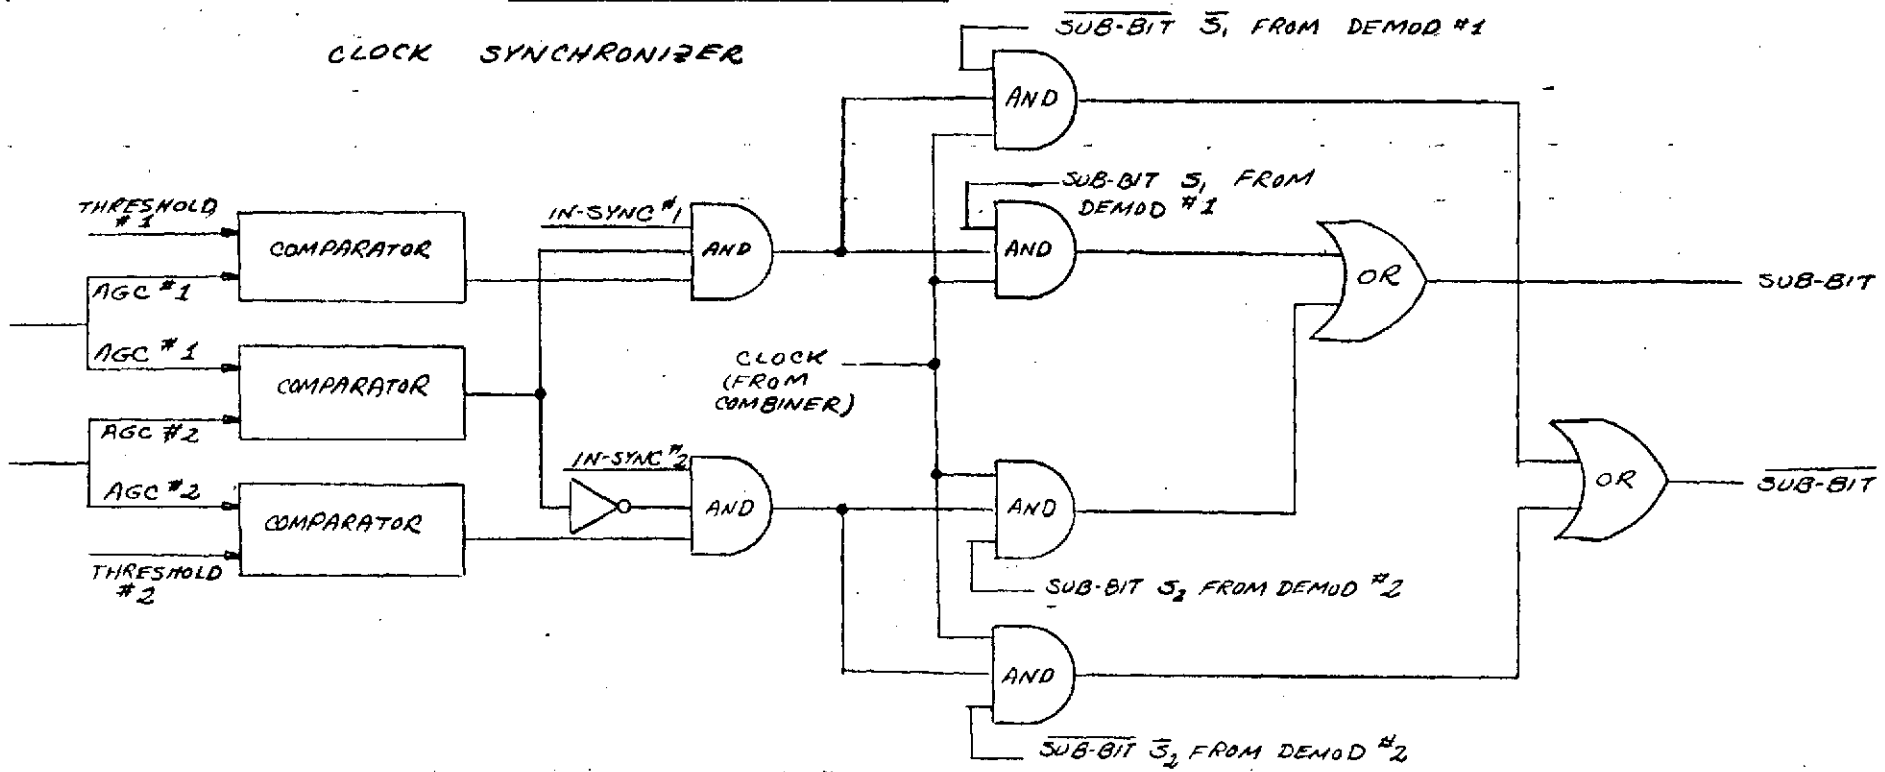 SUB-BIT S̄₁ FROM DEMOD #1
CLOCK SYNCHRONIZER
AND
SUB-BIT S₁ FROM
DEMOD #1
THRESHOLD
#1
COMPARATOR
IN-SYNC #1
AND
AND
OR
SUB-BIT
AGC #1
AGC #1
COMPARATOR
CLOCK
(FROM
COMBINER)
AGC #2
IN-SYNC #2
AGC #2
COMPARATOR
AND
AND
OR
SUB-BIT
THRESHOLD
#2
SUB-BIT S₂ FROM DEMOD #2
AND
SUB-BIT S̄₂ FROM DEMOD #2